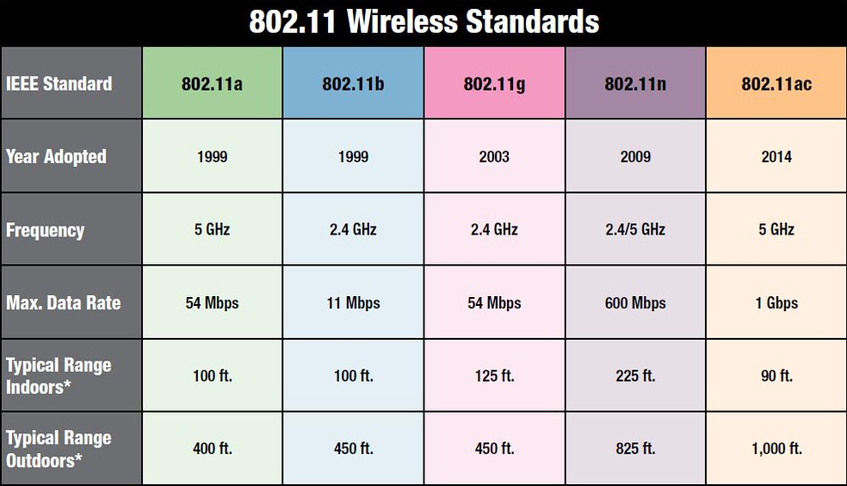 802.11 Wireless Standards
IEEE Standard 802.11a 802.11b 802.11g 802.11n 802.11ac
Year Adopted 1999 1999 2003 2009 2014
Frequency 5 GHz 2.4 GHz 2.4 GHz 2.4/5 GHz 5 GHz
Max. Data Rate 54 Mbps 11 Mbps 54 Mbps 600 Mbps 1 Gbps
Typical Range
Indoors* 100 ft. 100 ft. 125 ft. 225 ft. 90 ft.
Typical Range
Outdoors* 400 ft. 450 ft. 450 ft. 825 ft. 1,000 ft.